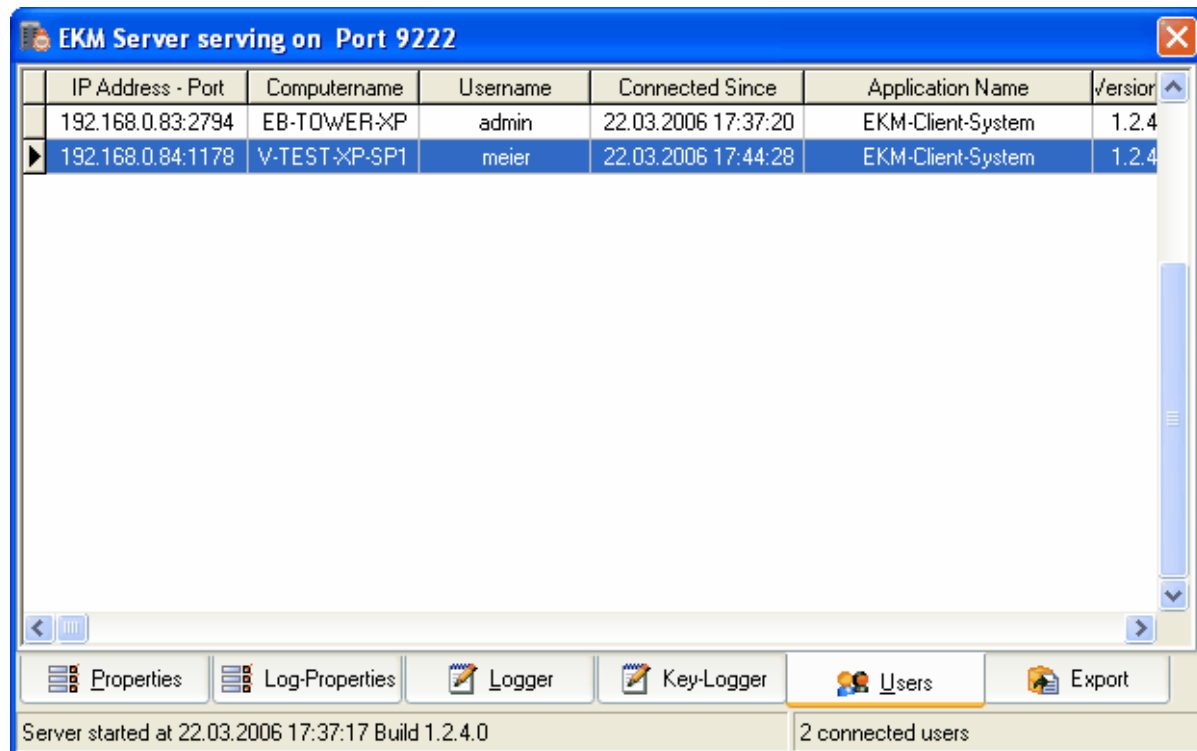 EKM Server serving on Port 9222
IP Address - Port Computername Username Connected Since Application Name Version
192.168.0.83:2794 EB-TOWER-XP admin 22.03.2006 17:37:20 EKM-Client-System 1.2.4
192.168.0.84:1178 V-TEST-XP-SP1 meier 22.03.2006 17:44:28 EKM-Client-System 1.2.4
Properties Log-Properties Logger Key-Logger Users Export
Server started at 22.03.2006 17:37:17 Build 1.2.4.0 2 connected users